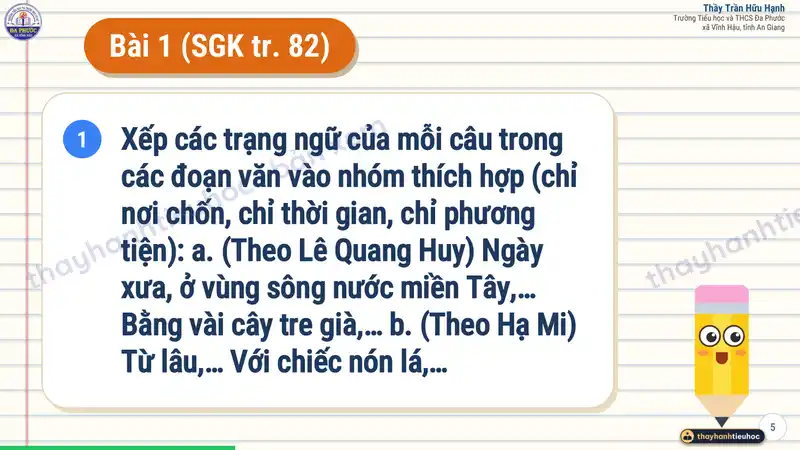 Thầy Trần Hữu Hạnh
Trường Tiểu học và THCS Đa Phước
xã Vĩnh Hậu, tỉnh An Giang
ĐA PHƯỚC
Bài 1 (SGK tr. 82)
1
Xếp các trạng ngữ của mỗi câu trong
các đoạn văn vào nhóm thích hợp (chỉ
nơi chốn, chỉ thời gian, chỉ phương
tiện): a. (Theo Lê Quang Huy) Ngày
xưa, ở vùng sông nước miền Tây,...
Bằng vài cây tre già,... b. (Theo Hạ Mi)
Từ lâu,... Với chiếc nón lá,...
thayhanhtieuhoc
5